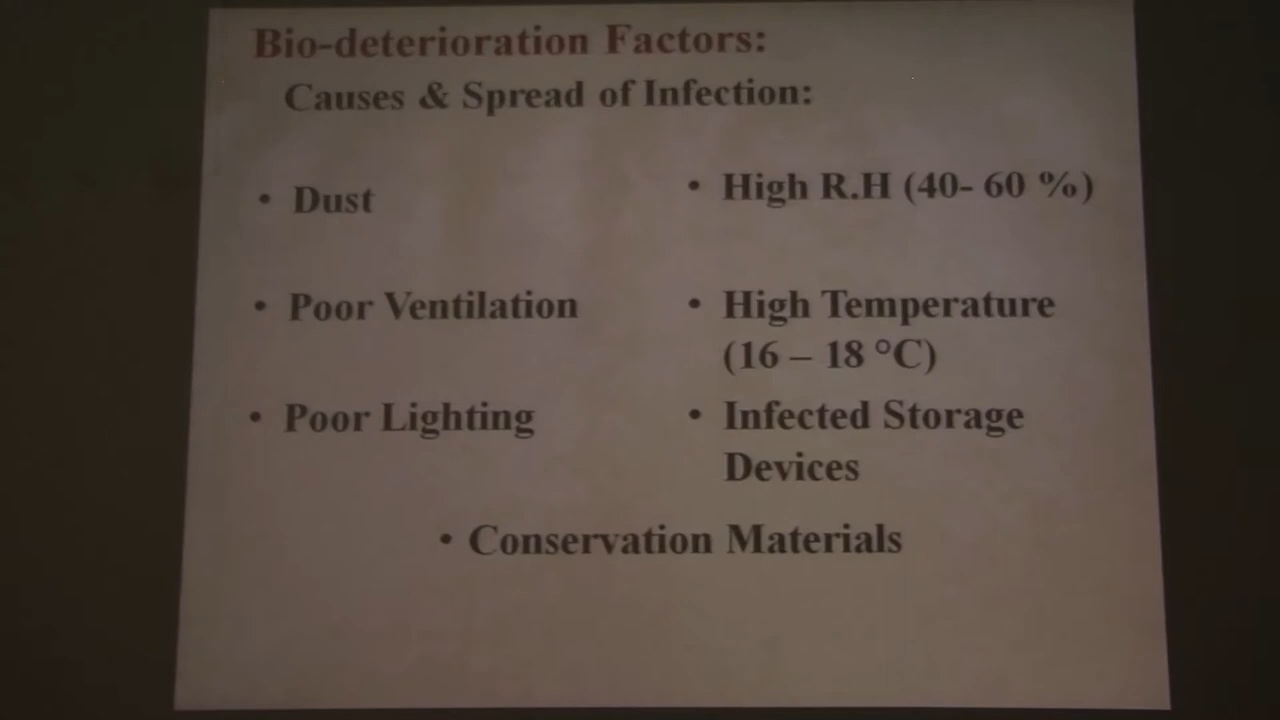 Bio-deterioration Factors:
Causes & Spread of Infection:
• Dust
• High R.H (40- 60 %)
• Poor Ventilation
• High Temperature
(16 – 18 °C)
• Poor Lighting
• Infected Storage
Devices
• Conservation Materials